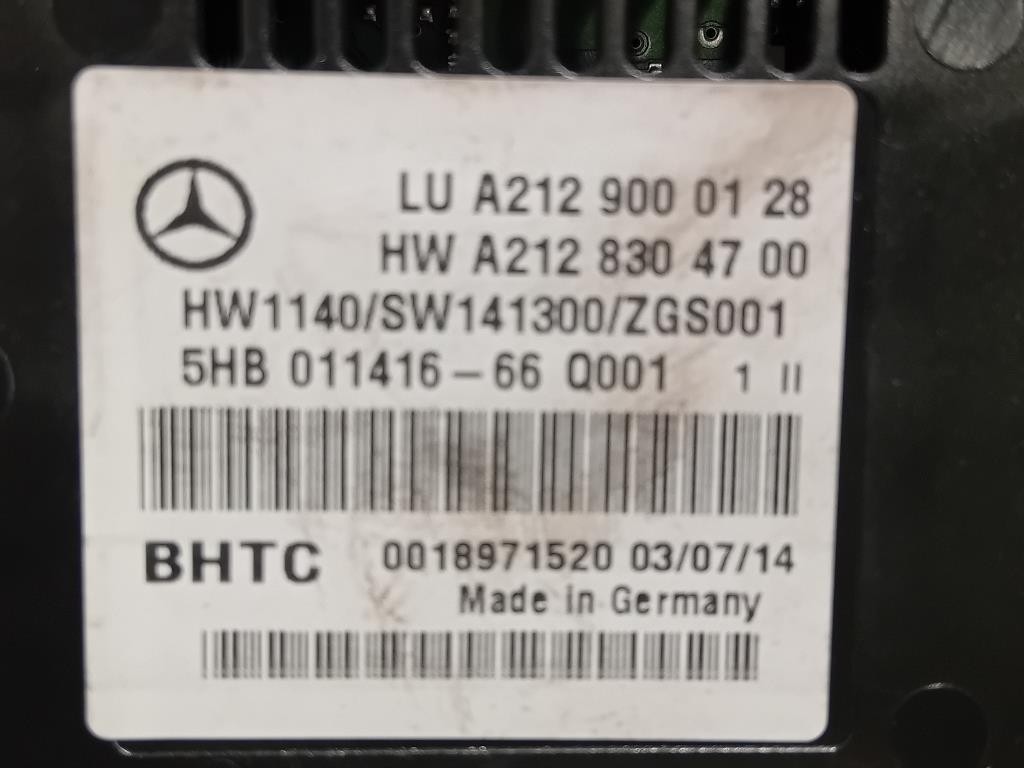 LU A212 900 01 28
HW A212 830 47 00
HW1140/SW141300/ZGS001
5HB 011416-66 Q001 1 II
BHTC 0018971520 03/07/14
Made in Germany